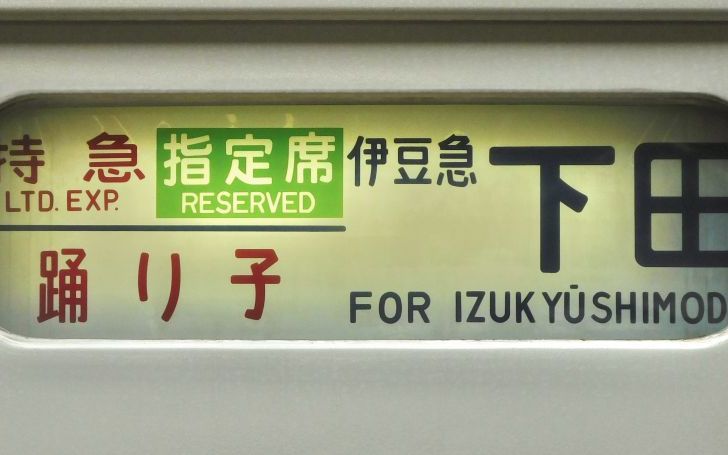 特急 指定席 伊豆急 下田
LTD. EXP. RESERVED
踊り子 FOR IZUKYŪSHIMOD